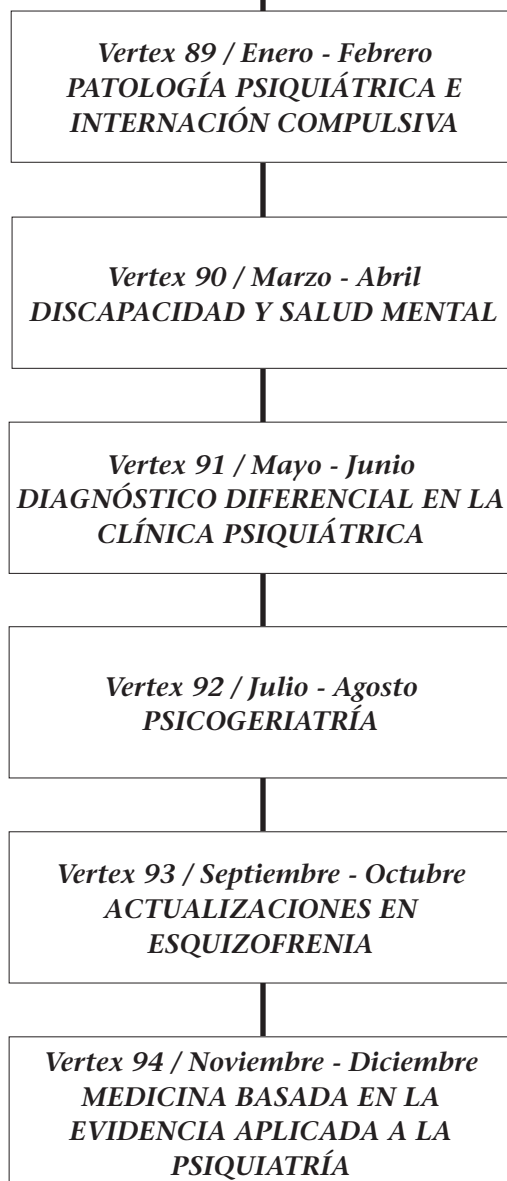 Vertex 89 / Enero - Febrero
PATOLOGÍA PSIQUIÁTRICA E
INTERNACIÓN COMPULSIVA
Vertex 90 / Marzo - Abril
DISCAPACIDAD Y SALUD MENTAL
Vertex 91 / Mayo - Junio
DIAGNÓSTICO DIFERENCIAL EN LA
CLÍNICA PSIQUIÁTRICA
Vertex 92 / Julio - Agosto
PSICOGERIATRÍA
Vertex 93 / Septiembre - Octubre
ACTUALIZACIONES EN
ESQUIZOFRENIA
Vertex 94 / Noviembre - Diciembre
MEDICINA BASADA EN LA
EVIDENCIA APLICADA A LA
PSIQUIATRÍA